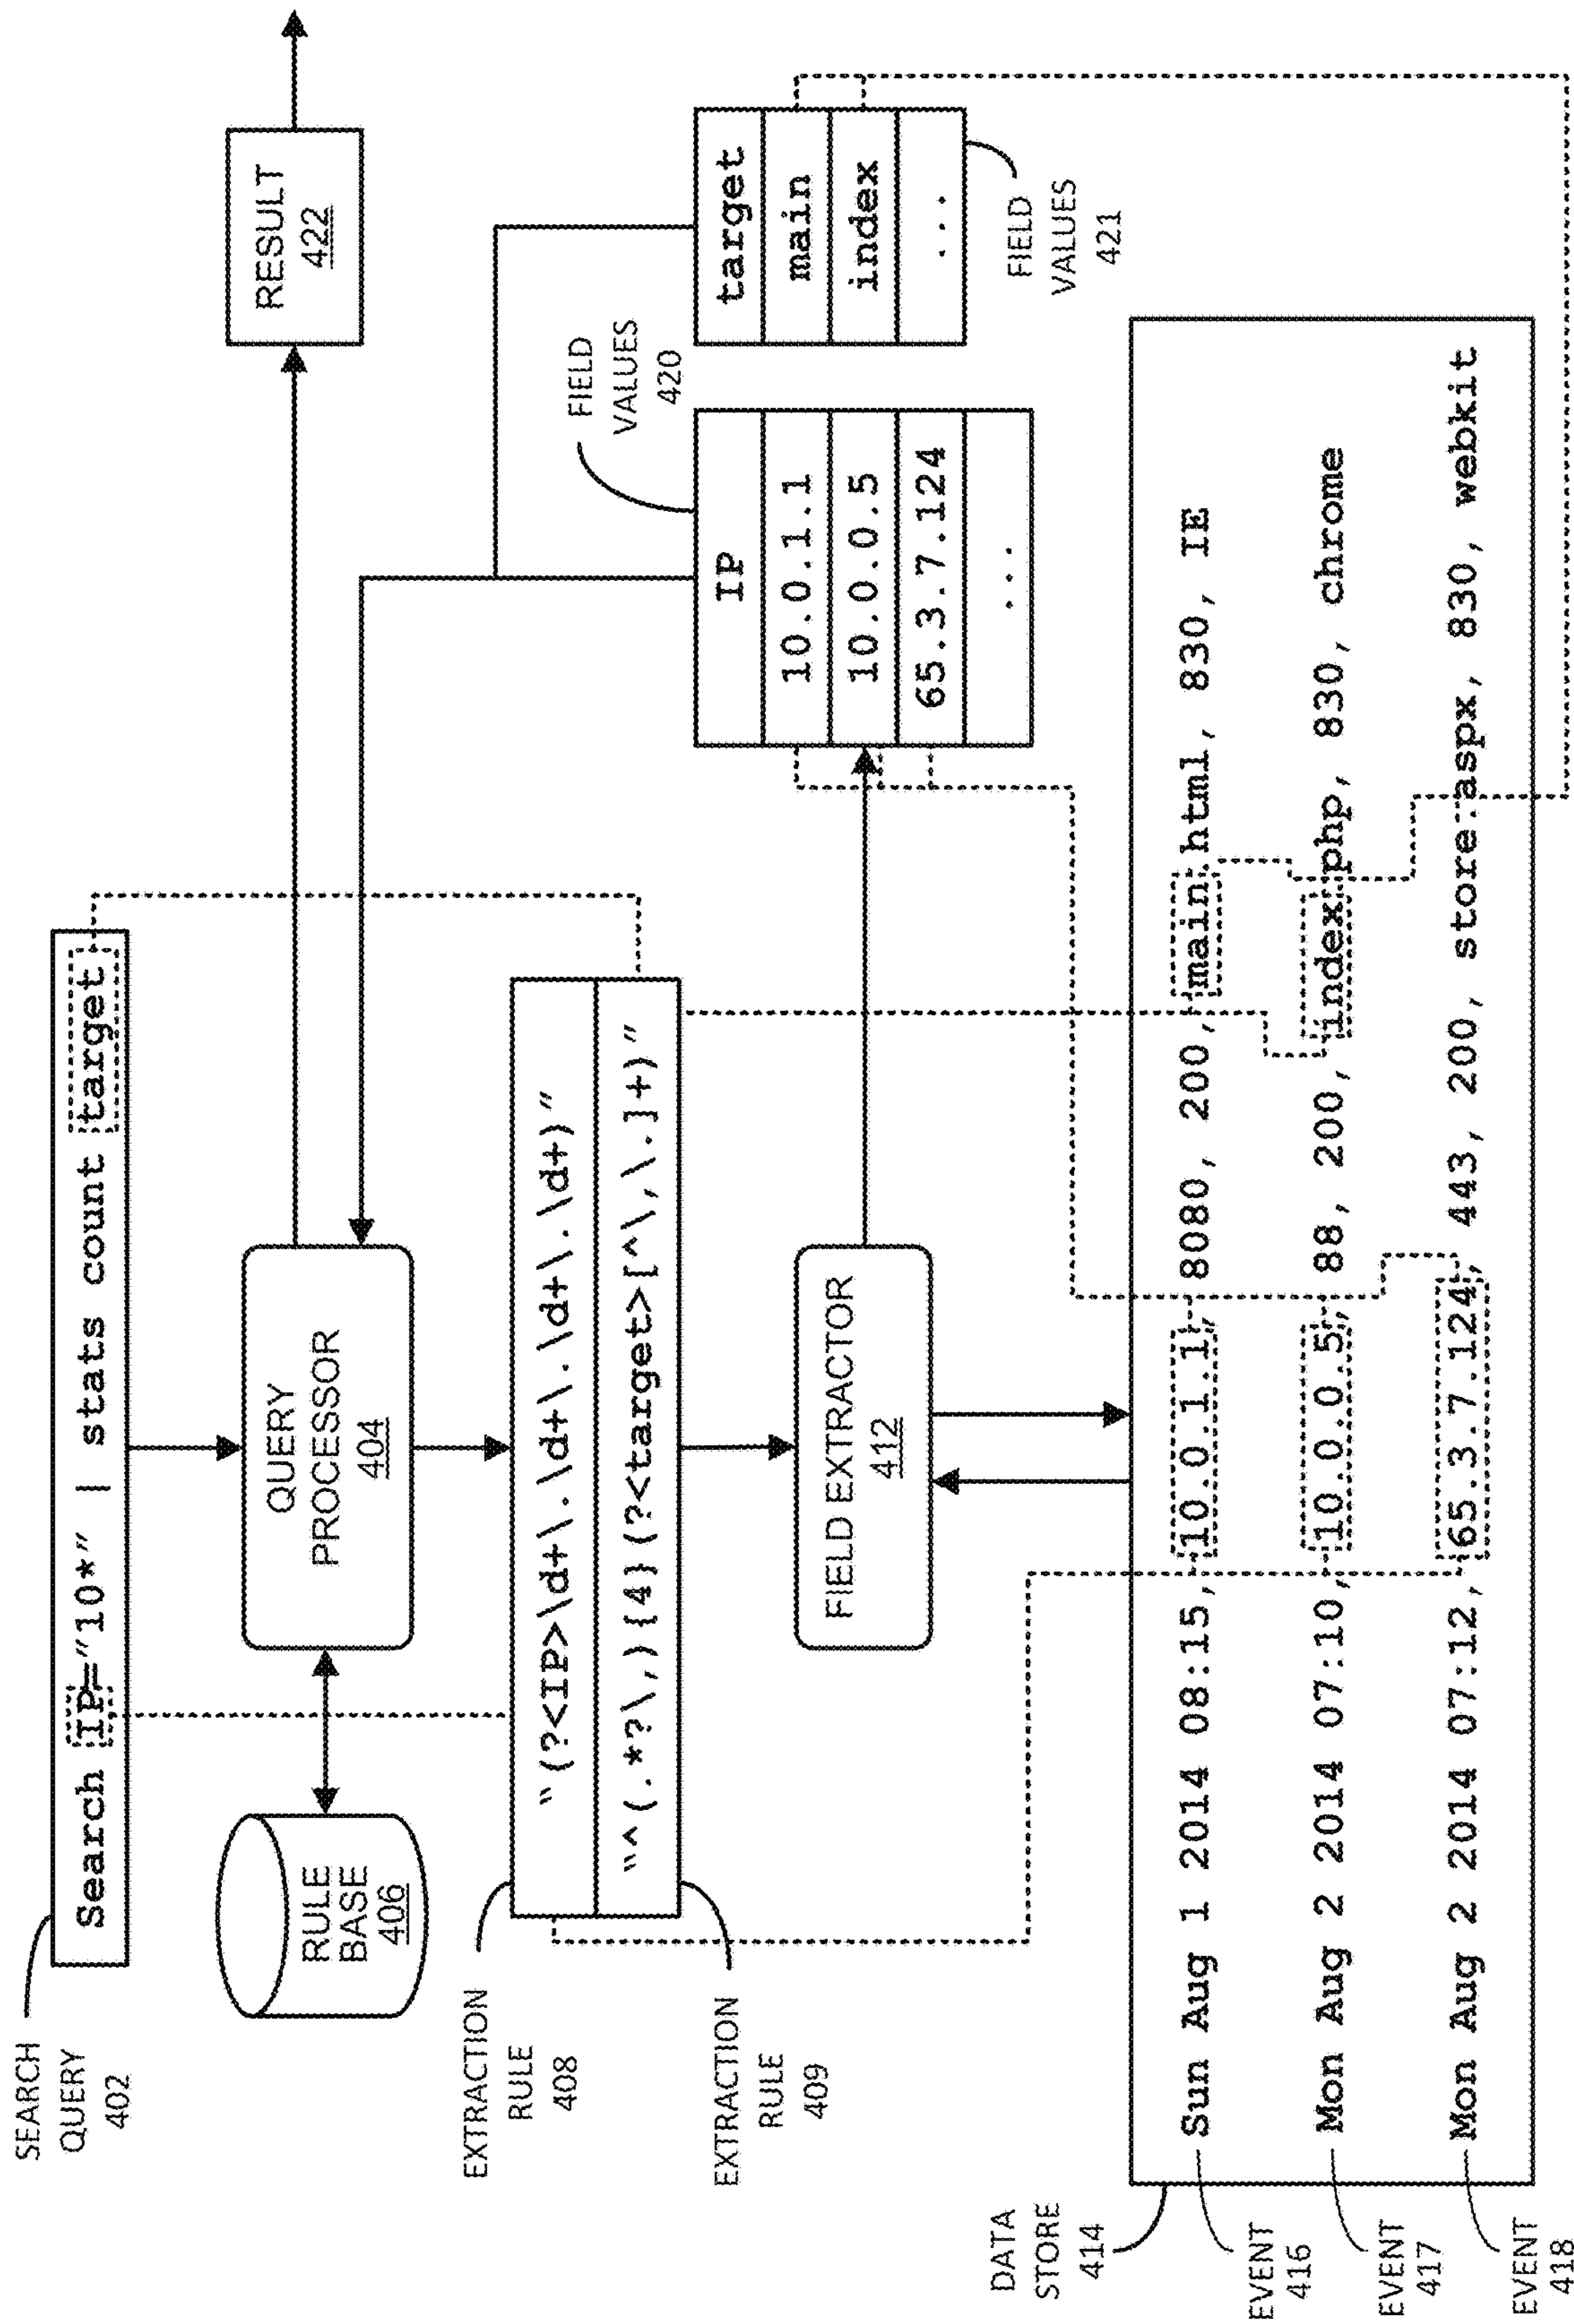 SEARCH
QUERY
402
Search IP="10*" | stats count target
RULE
BASE
406
QUERY
PROCESSOR
404
RESULT
422
EXTRACTION
RULE
408
"(?<IP>\d+\.\d+\.\d+\.\d+)"
"^(.*?\,){4}(?<target>[^\,\.]+)"
EXTRACTION
RULE
409
FIELD EXTRACTOR
412
FIELD
VALUES
420
IP
10.0.1.1
10.0.0.5
65.3.7.124
...
target
main
index
...
FIELD
VALUES
421
DATA
STORE
414
Sun Aug 1 2014 08:15, 10.0.1.1, 8080, 200, main.html, 830, IE
Mon Aug 2 2014 07:10, 10.0.0.5, 88, 200, index.php, 830, chrome
Mon Aug 2 2014 07:12, 65.3.7.124, 443, 200, store.aspx, 830, webkit
EVENT
416
EVENT
417
EVENT
418